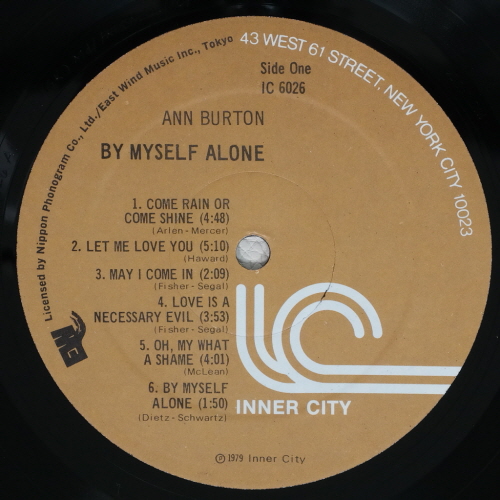 Licensed by Nippon Phonogram Co., Ltd./East Wind Music Inc., Tokyo
43 WEST 61 STREET, NEW YORK CITY 10023
Side One
IC 6026
ANN BURTON
BY MYSELF ALONE
1. COME RAIN OR
COME SHINE (4:48)
(Arlen-Mercer)
2. LET ME LOVE YOU (5:10)
(Haward)
3. MAY I COME IN (2:09)
(Fisher-Segal)
4. LOVE IS A
NECESSARY EVIL (3:53)
(Fisher-Segal)
5. OH, MY WHAT
A SHAME (4:01)
(McLean)
6. BY MYSELF
ALONE (1:50)
(Dietz-Schwartz)
INNER CITY
℗1979 Inner City